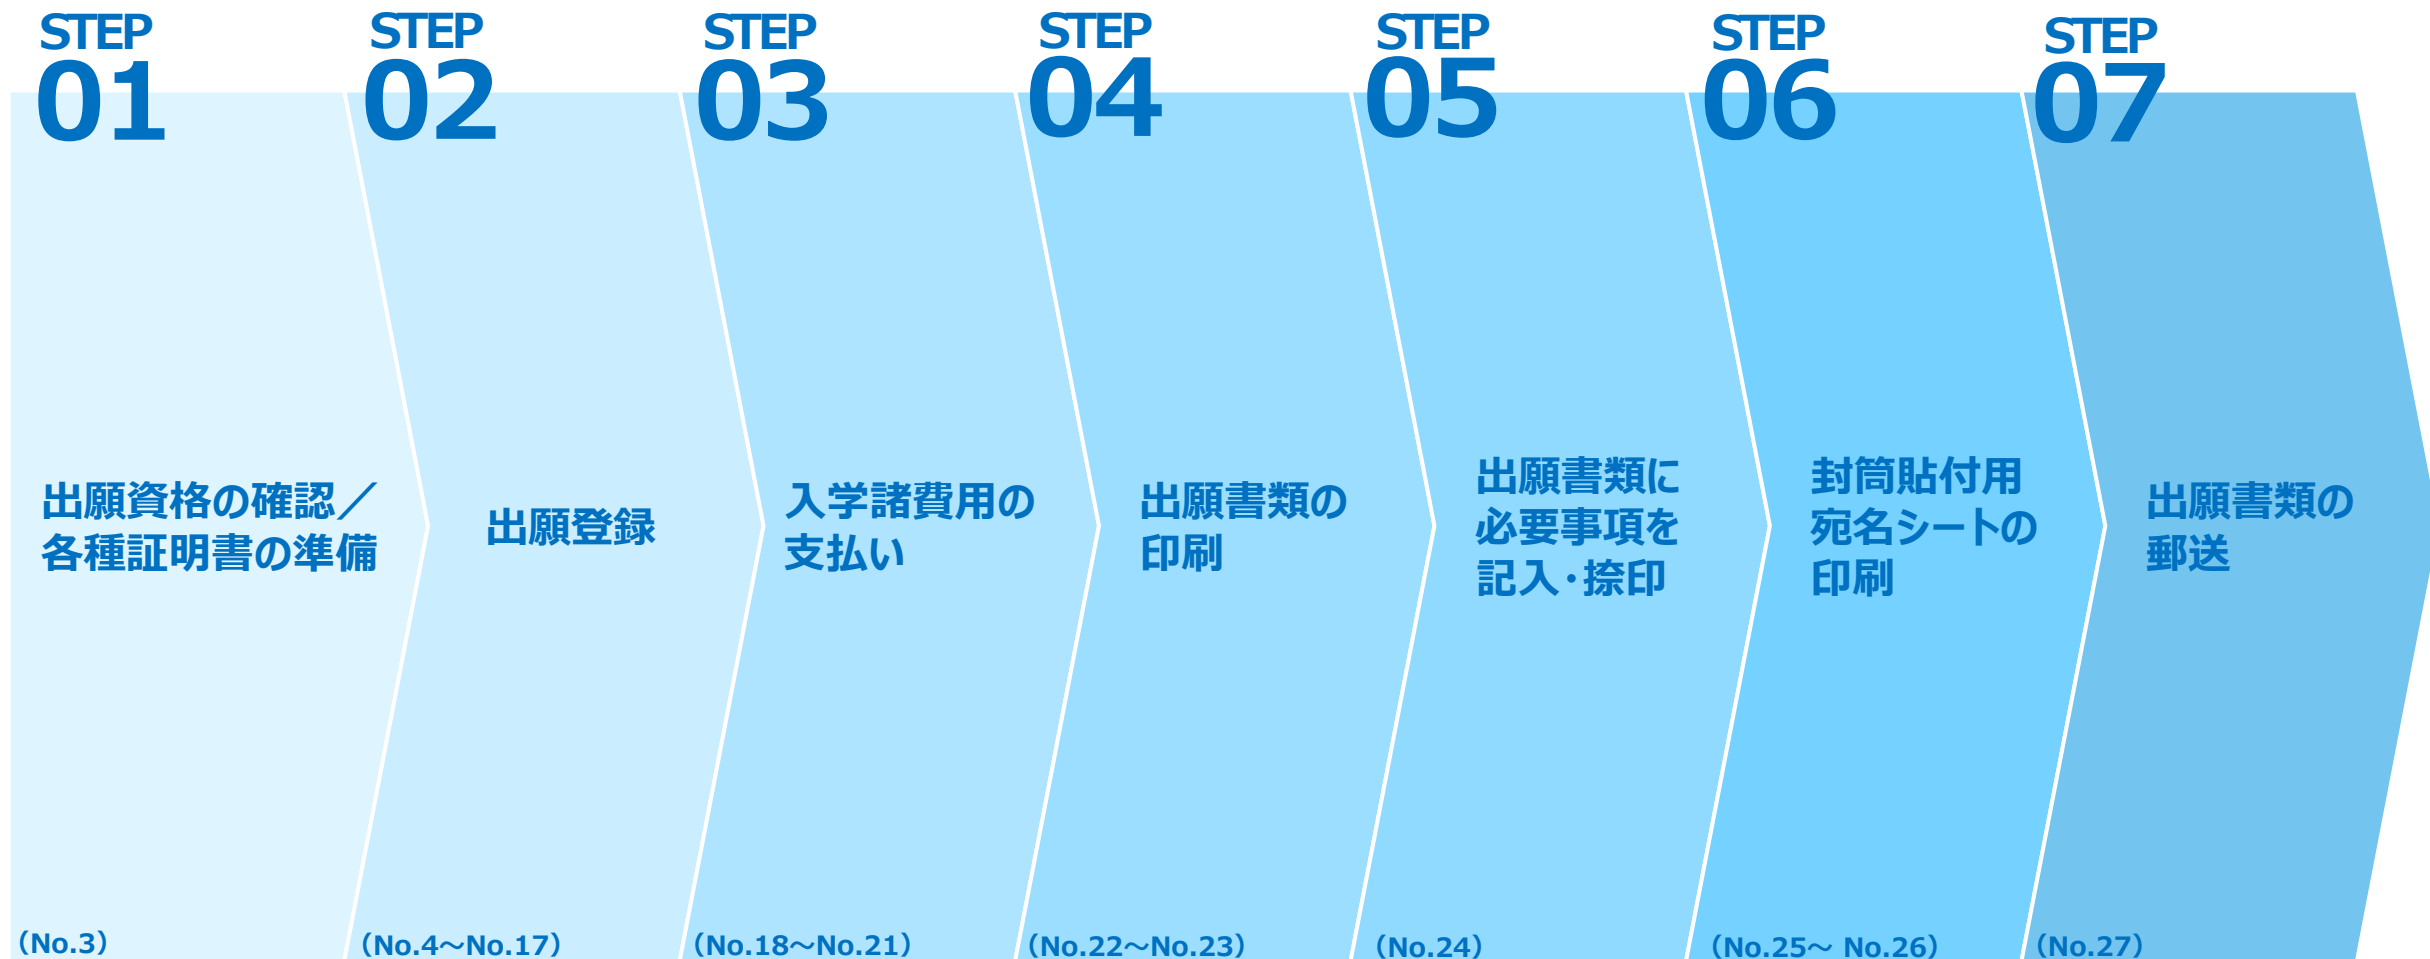 STEP
01
出願資格の確認／
各種証明書の準備
（No.3）
STEP
02
出願登録
（No.4～No.17）
STEP
03
入学諸費用の
支払い
（No.18～No.21）
STEP
04
出願書類の
印刷
（No.22～No.23）
STEP
05
出願書類に
必要事項を
記入・捺印
（No.24）
STEP
06
封筒貼付用
宛名シートの
印刷
（No.25～ No.26）
STEP
07
出願書類の
郵送
（No.27）